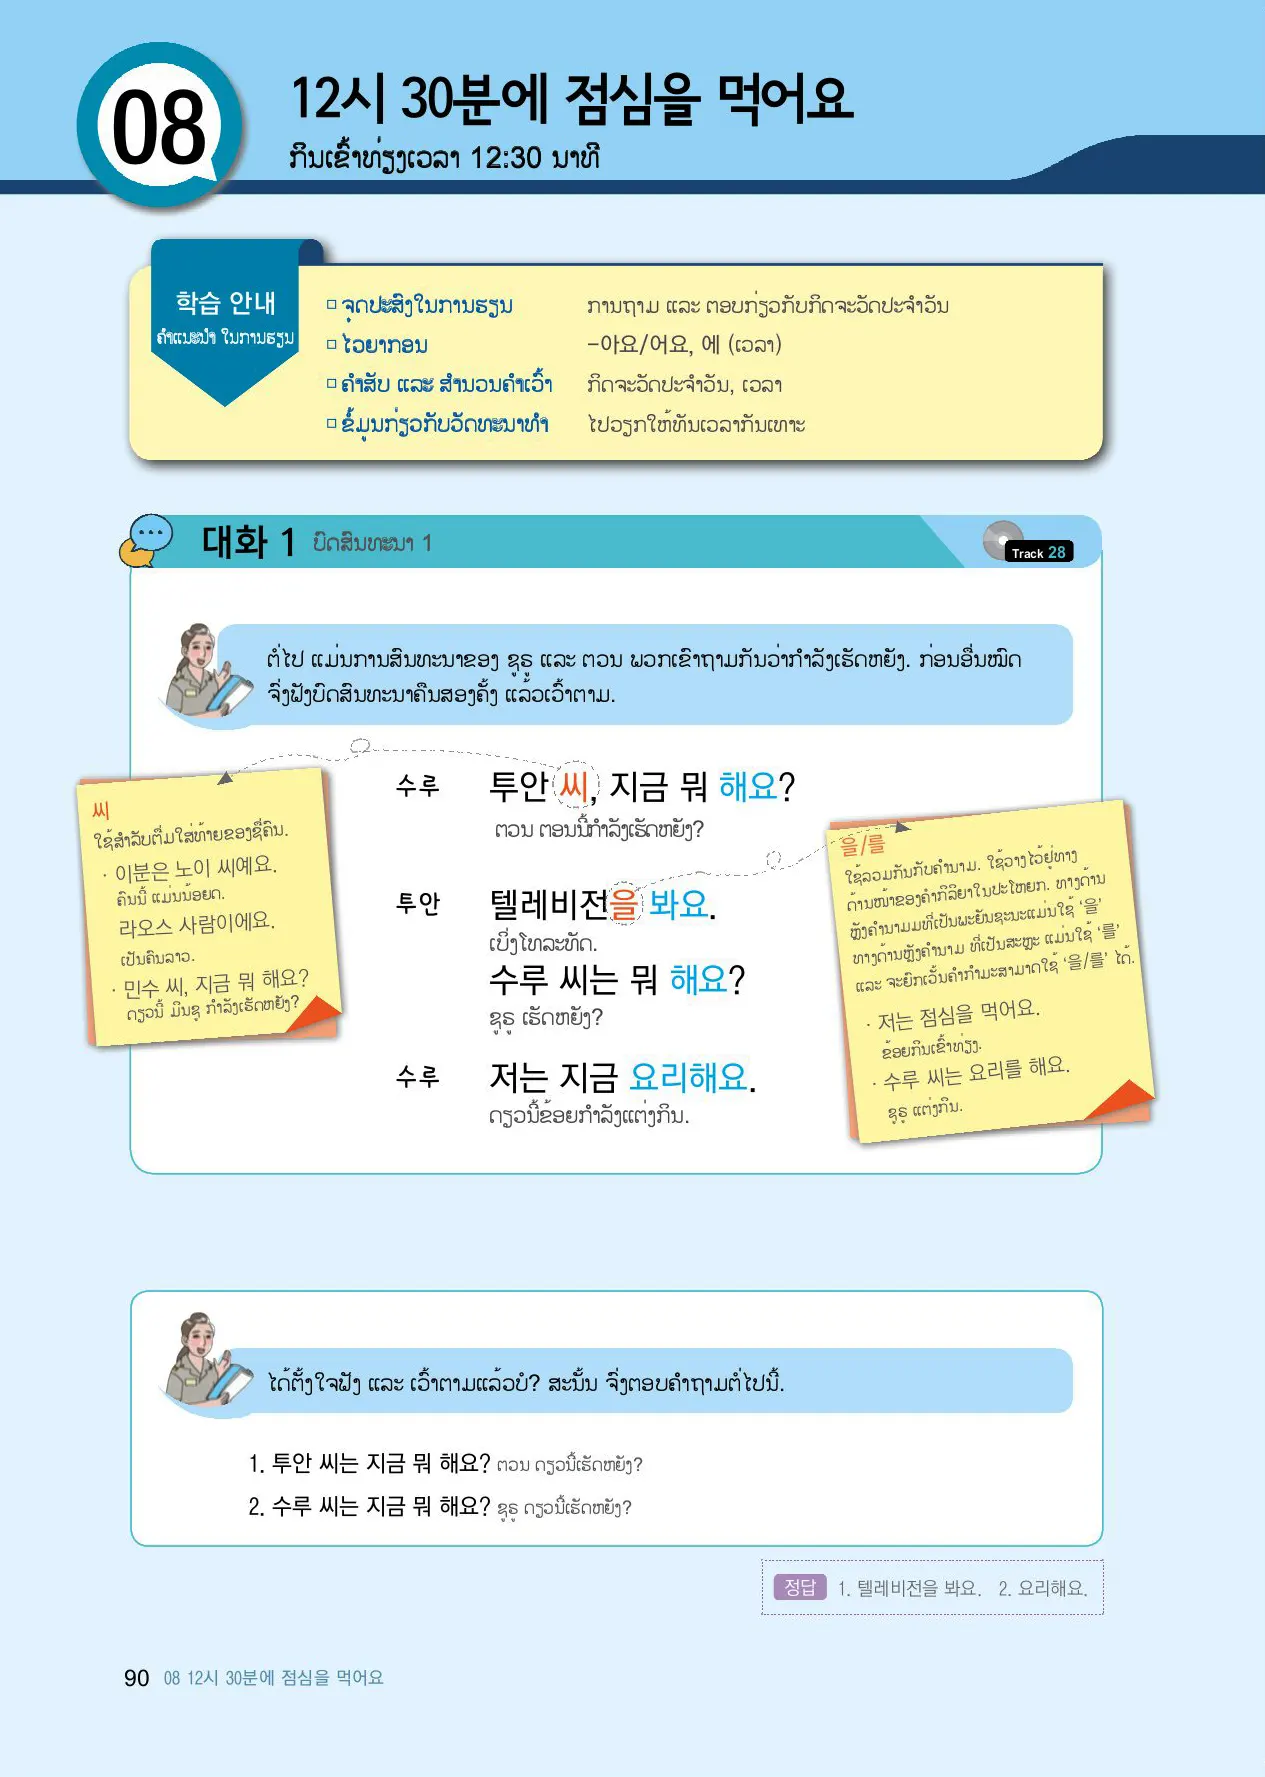 08
12시 30분에 점심을 먹어요
ກິນເຂົ້າທ່ຽງເວລາ 12:30 ນາທີ
학습 안내
ຄຳແນະນຳ ໃນການຮຽນ
□ ຈຸດປະສົງໃນການຮຽນ ການຖາມ ແລະ ຕອບກ່ຽວກັບກິດຈະວັດປະຈຳວັນ
□ ໄວຍາກອນ -아요/어요, 에 (ເວລາ)
□ ຄຳສັບ ແລະ ສຳນວນຄຳເວົ້າ ກິດຈະວັດປະຈຳວັນ, ເວລາ
□ ຂໍ້ມູນກ່ຽວກັບວັດທະນາທຳ ໄປວຽກໃຫ້ທັນເວລາກັນເທາະ
대화 1 ບົດສົນທະນາ 1
Track 28
ຕໍ່ໄປ ແມ່ນການສົນທະນາຂອງ ຊູຣູ ແລະ ຕວນ ພວກເຂົາຖາມກັນວ່າກຳລັງເຮັດຫຍັງ. ກ່ອນອື່ນໝົດ
ຈົ່ງຟັງບົດສົນທະນາຄືນສອງຄັ້ງ ແລ້ວເວົ້າຕາມ.
수루 투안 씨, 지금 뭐 해요?
ຕວນ ຕອນນີ້ກຳລັງເຮັດຫຍັງ?
투안 텔레비전을 봐요.
ເບິ່ງໂທລະທັດ.
수루 씨는 뭐 해요?
ຊູຣູ ເຮັດຫຍັງ?
수루 저는 지금 요리해요.
ດຽວນີ້ຂ້ອຍກຳລັງແຕ່ງກິນ.
씨
ໃຊ້ສຳລັບຕື່ມໃສ່ທ້າຍຂອງຊື່ຄົນ.
· 이분은 노이 씨예요.
ຄົນນີ້ ແມ່ນນ້ອຍດ.
라오스 사람이에요.
ເປັນຄົນລາວ.
· 민수 씨, 지금 뭐 해요?
ດຽວນີ້ ມິນຊູ ກຳລັງເຮັດຫຍັງ?
을/를
ໃຊ້ລວມກັນກັບຄຳນາມ. ໃຊ້ວາງໄວ້ຢູ່ທາງ
ດ້ານໜ້າຂອງຄຳກິລິຍາໃນປະໂຫຍກ. ທາງດ້ານ
ຫຼັງຄຳນາມມທີ່ເປັນພະຍັນຊະນະແມ່ນໃຊ້ ‘을’
ທາງດ້ານຫຼັງຄຳນາມ ທີ່ເປັນສະຫຼະ ແມ່ນໃຊ້ ‘를’
ແລະ ຈະຍົກເວັ້ນຄຳກຳມະສາມາດໃຊ້ ‘을/를’ ໄດ້.
· 저는 점심을 먹어요.
ຂ້ອຍກິນເຂົ້າທ່ຽງ.
· 수루 씨는 요리를 해요.
ຊູຣູ ແຕ່ງກິນ.
ໄດ້ຕັ້ງໃຈຟັງ ແລະ ເວົ້າຕາມແລ້ວບໍ? ສະນັ້ນ ຈົ່ງຕອບຄຳຖາມຕໍ່ໄປນີ້.
1. 투안 씨는 지금 뭐 해요? ຕວນ ດຽວນີ້ເຮັດຫຍັງ?
2. 수루 씨는 지금 뭐 해요? ຊູຣູ ດຽວນີ້ເຮັດຫຍັງ?
정답 1. 텔레비전을 봐요. 2. 요리해요.
90 08 12시 30분에 점심을 먹어요